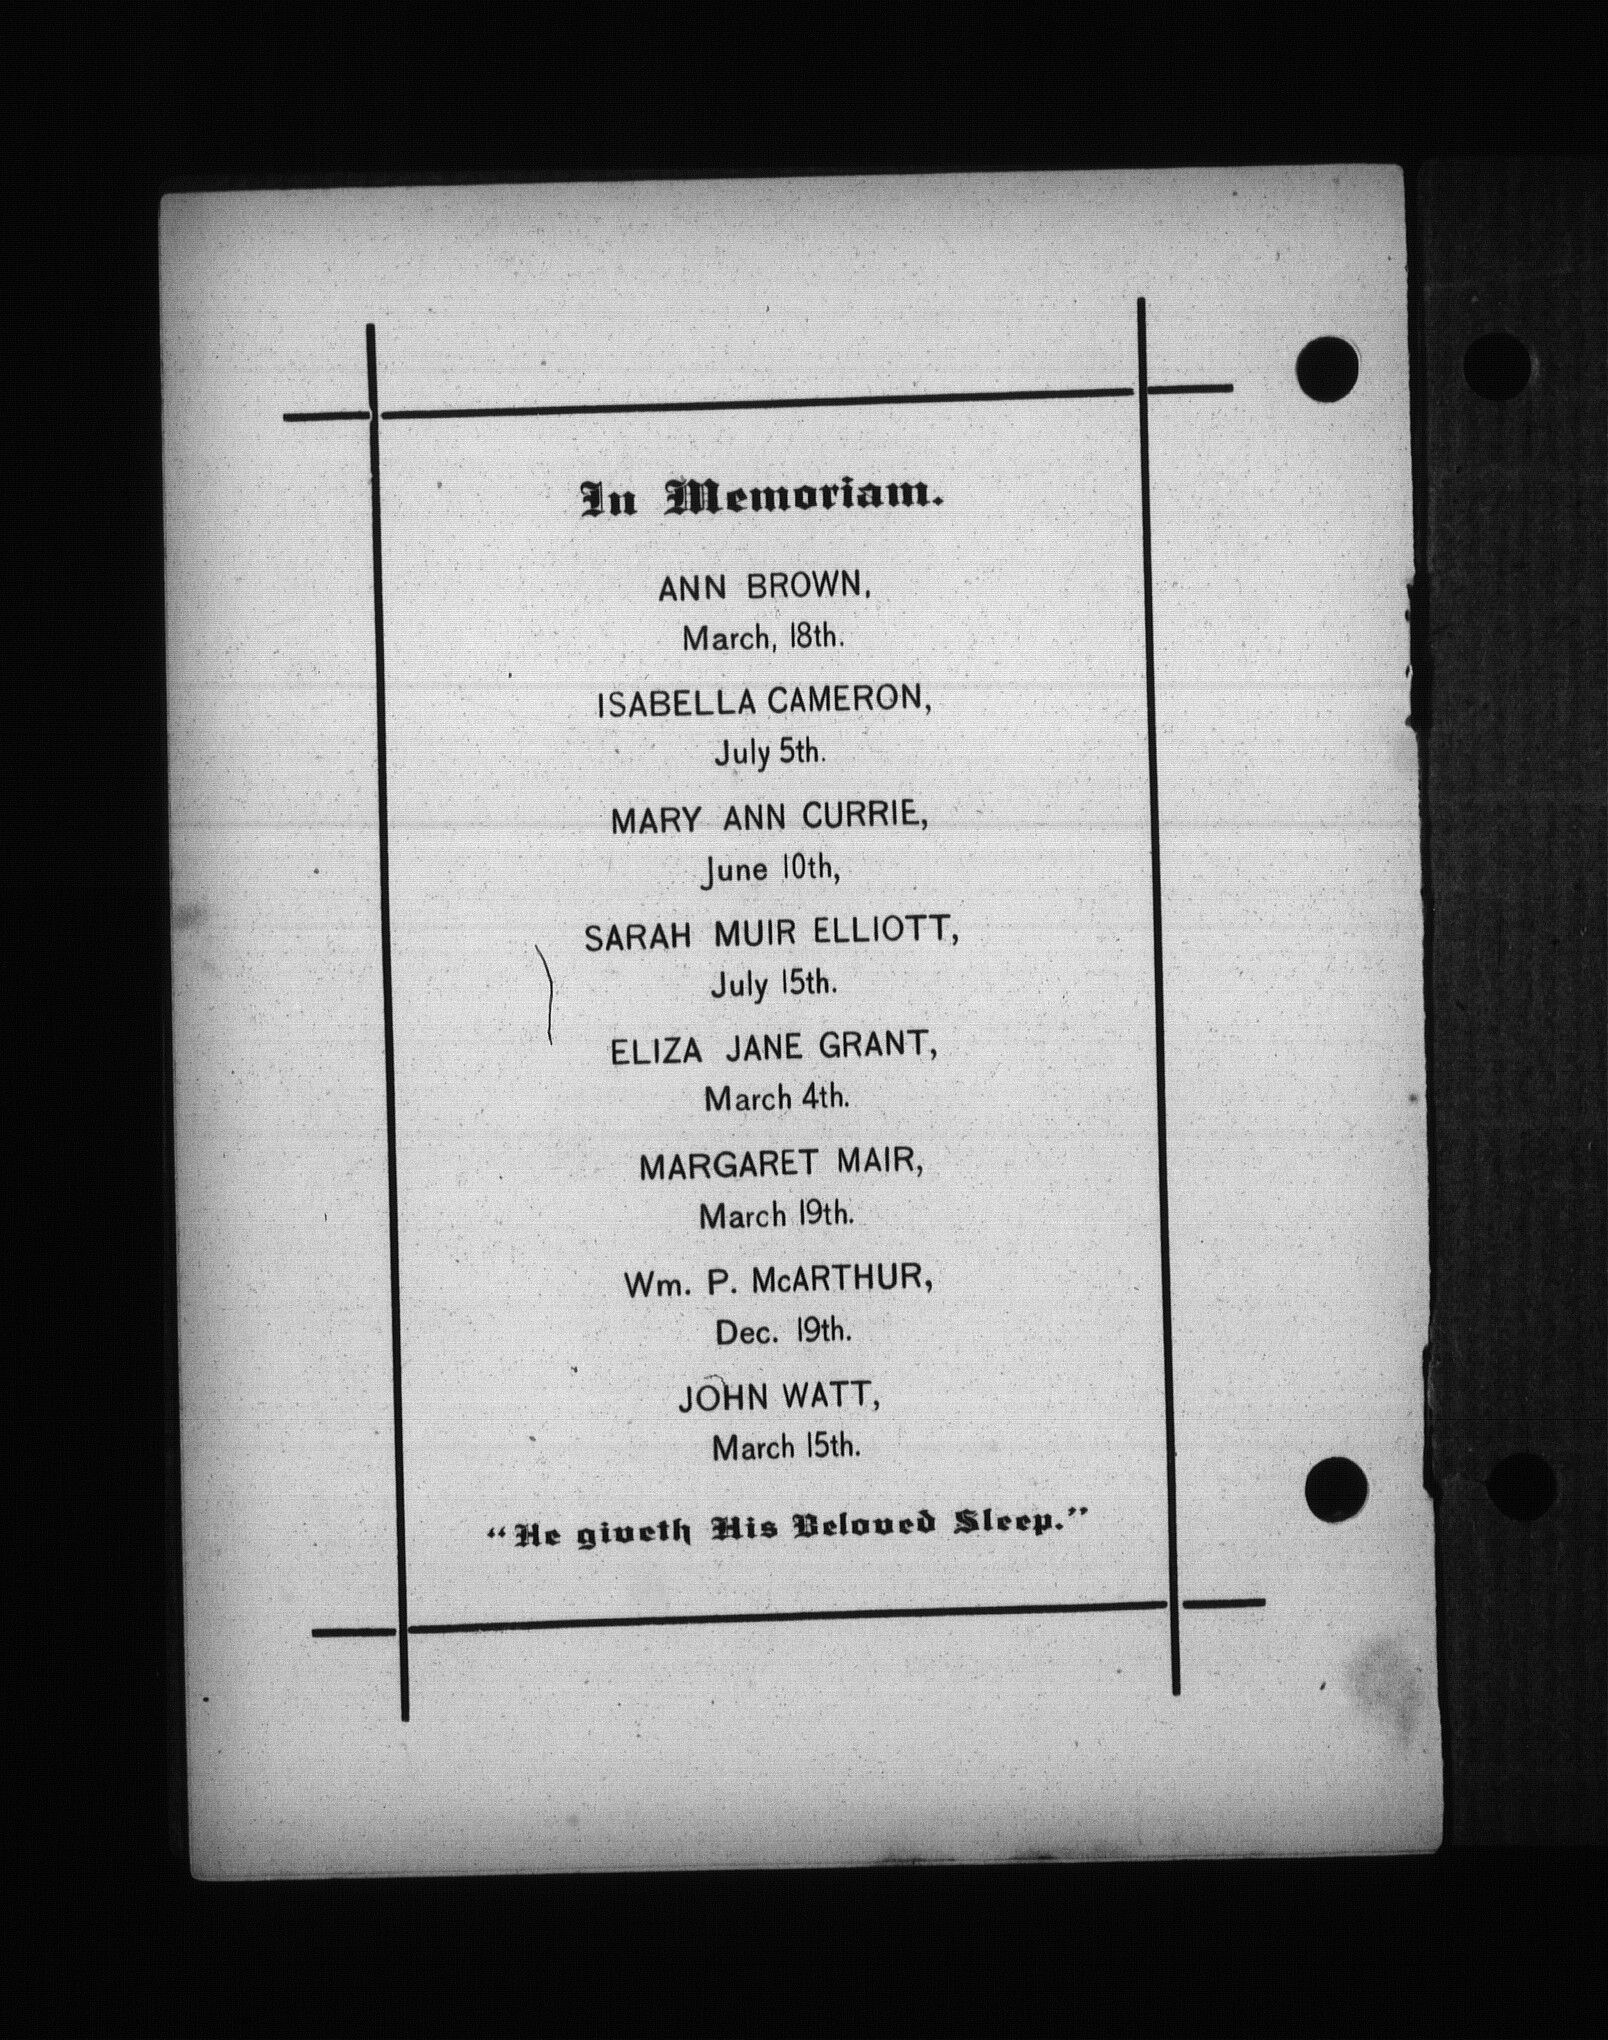 In Memoriam.
ANN BROWN,
March, 18th.
ISABELLA CAMERON,
July 5th.
MARY ANN CURRIE,
June 10th,
SARAH MUIR ELLIOTT,
July 15th.
ELIZA JANE GRANT,
March 4th.
MARGARET MAIR,
March 19th.
Wm. P. McARTHUR,
Dec. 19th.
JOHN WATT,
March 15th.
“He giveth His Beloved Sleep.”